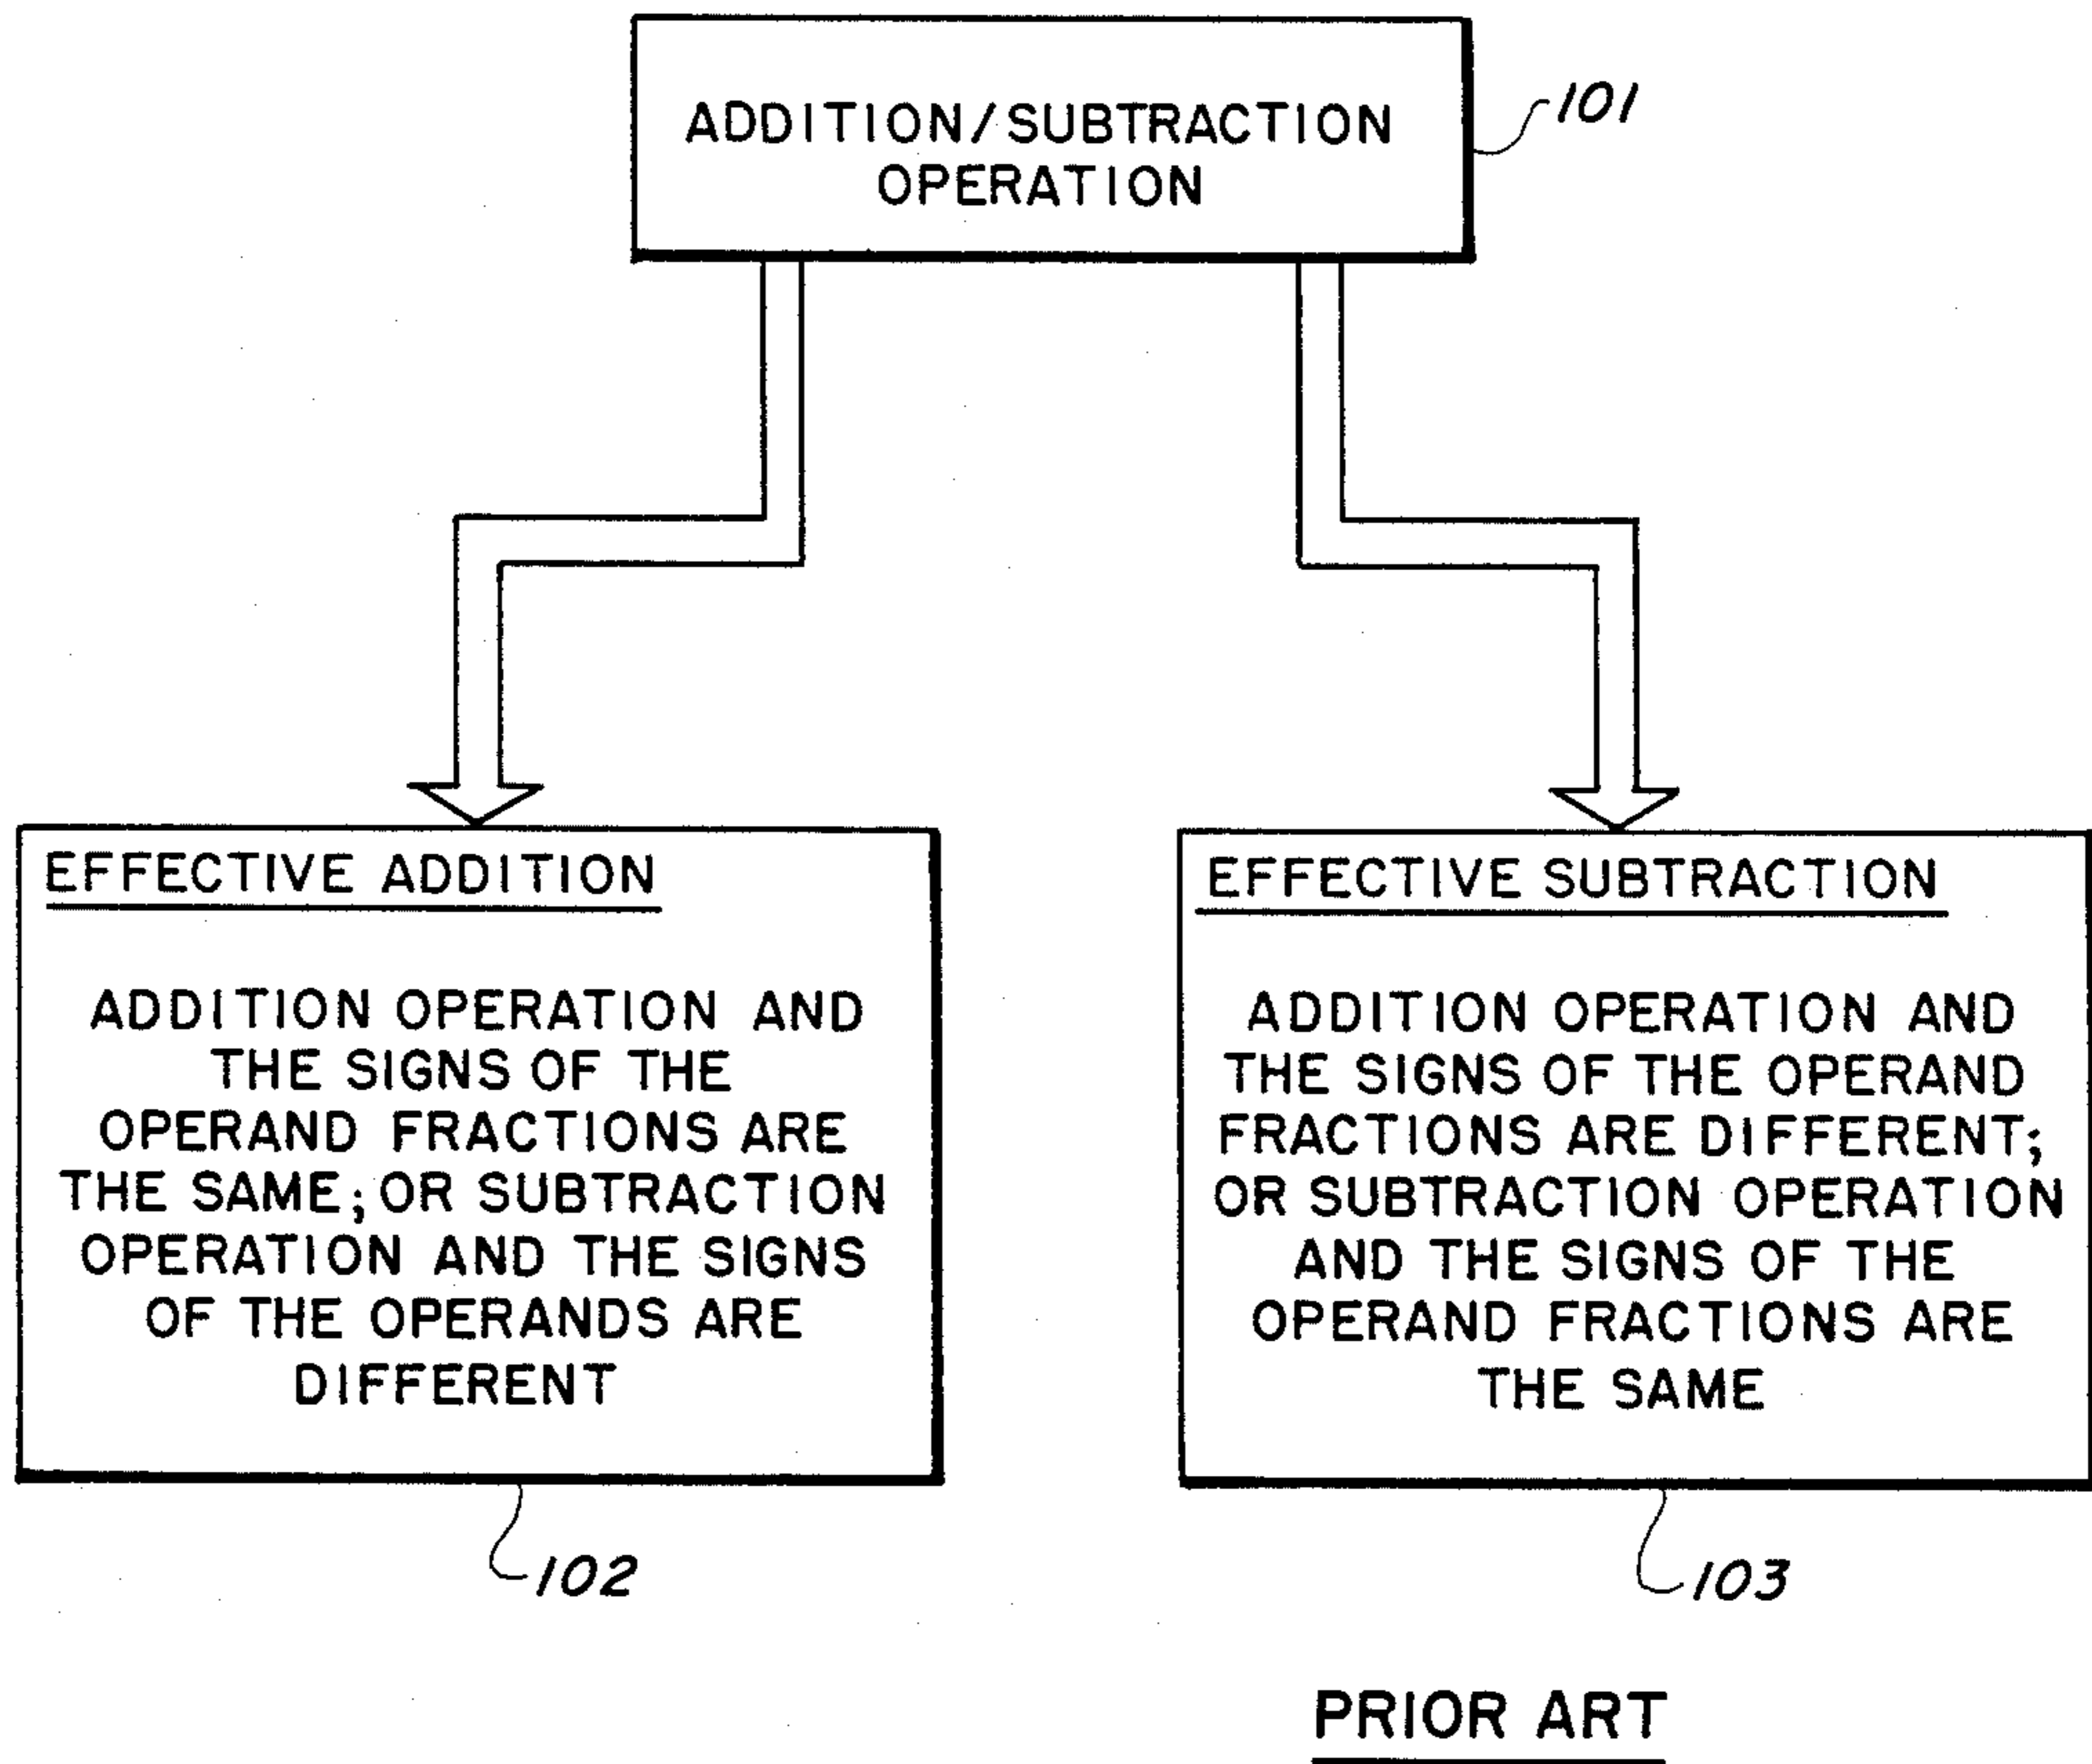 ADDITION/SUBTRACTION
OPERATION
101
EFFECTIVE ADDITION
ADDITION OPERATION AND
THE SIGNS OF THE
OPERAND FRACTIONS ARE
THE SAME; OR SUBTRACTION
OPERATION AND THE SIGNS
OF THE OPERANDS ARE
DIFFERENT
102
EFFECTIVE SUBTRACTION
ADDITION OPERATION AND
THE SIGNS OF THE OPERAND
FRACTIONS ARE DIFFERENT;
OR SUBTRACTION OPERATION
AND THE SIGNS OF THE
OPERAND FRACTIONS ARE
THE SAME
103
PRIOR ART